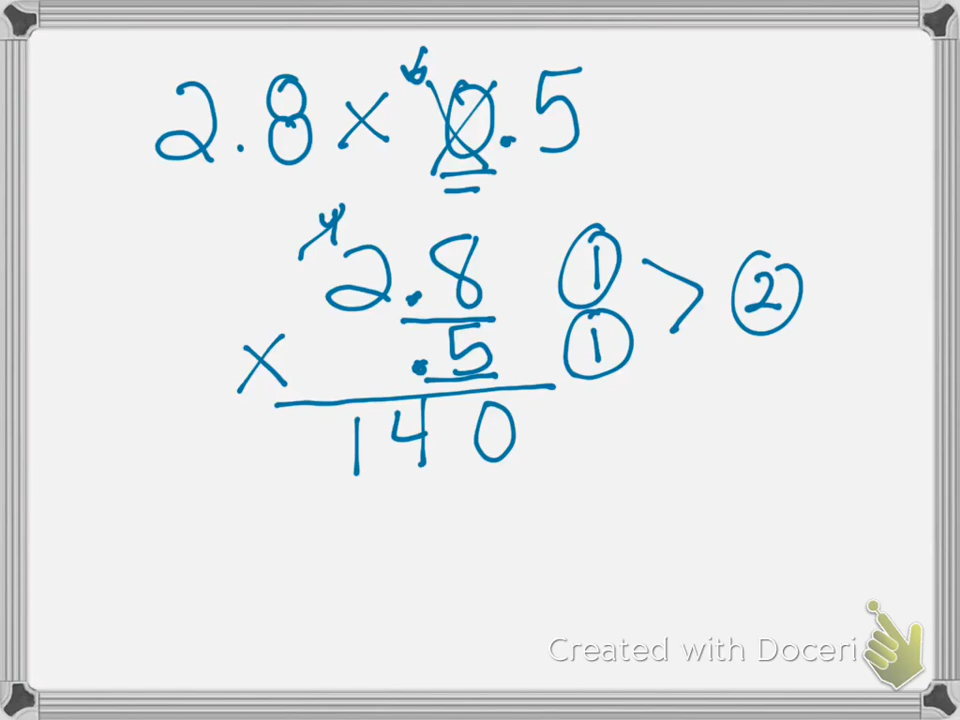 2.8 × 0.5
4
2.8 1 > 2
× .5 1
140
Created with Doceri